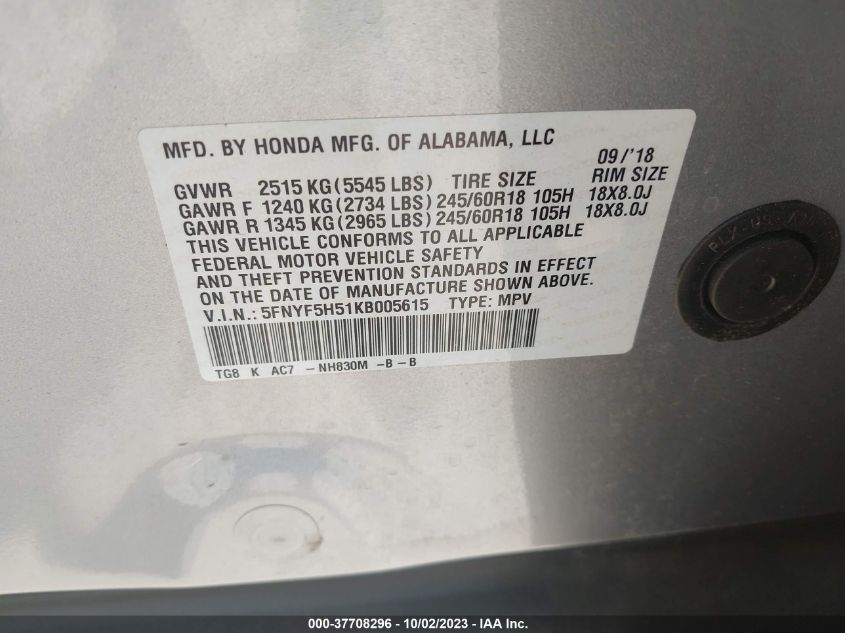 MFD. BY HONDA MFG. OF ALABAMA, LLC
09/'18
GVWR 2515 KG(5545 LBS) TIRE SIZE RIM SIZE
GAWR F 1240 KG(2734 LBS) 245/60R18 105H 18X8.0J
GAWR R 1345 KG(2965 LBS) 245/60R18 105H 18X8.0J
THIS VEHICLE CONFORMS TO ALL APPLICABLE
FEDERAL MOTOR VEHICLE SAFETY
AND THEFT PREVENTION STANDARDS IN EFFECT
ON THE DATE OF MANUFACTURE SHOWN ABOVE.
V.I.N.: 5FNYF5H51KB005615 TYPE: MPV
TG8 K AC7 -NH830M -B-B
000-37708296 - 10/02/2023 - IAA Inc.